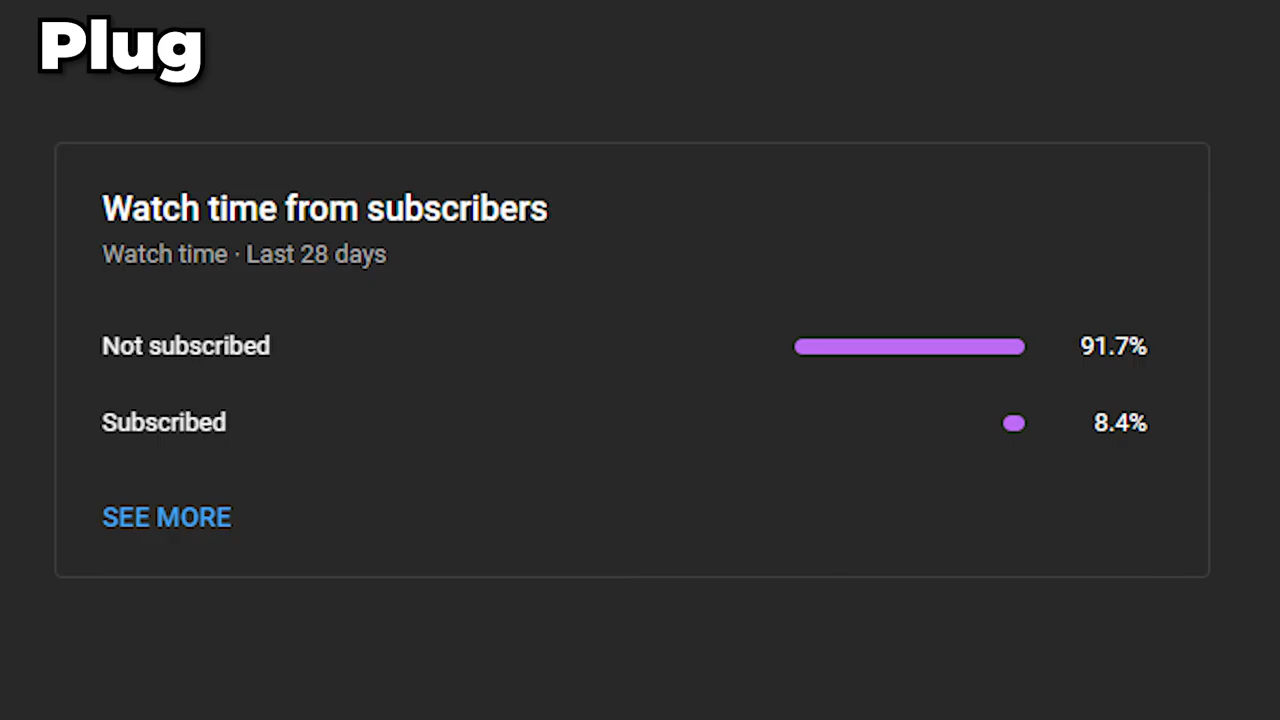 Plug
Watch time from subscribers
Watch time · Last 28 days
Not subscribed 91.7%
Subscribed 8.4%
SEE MORE